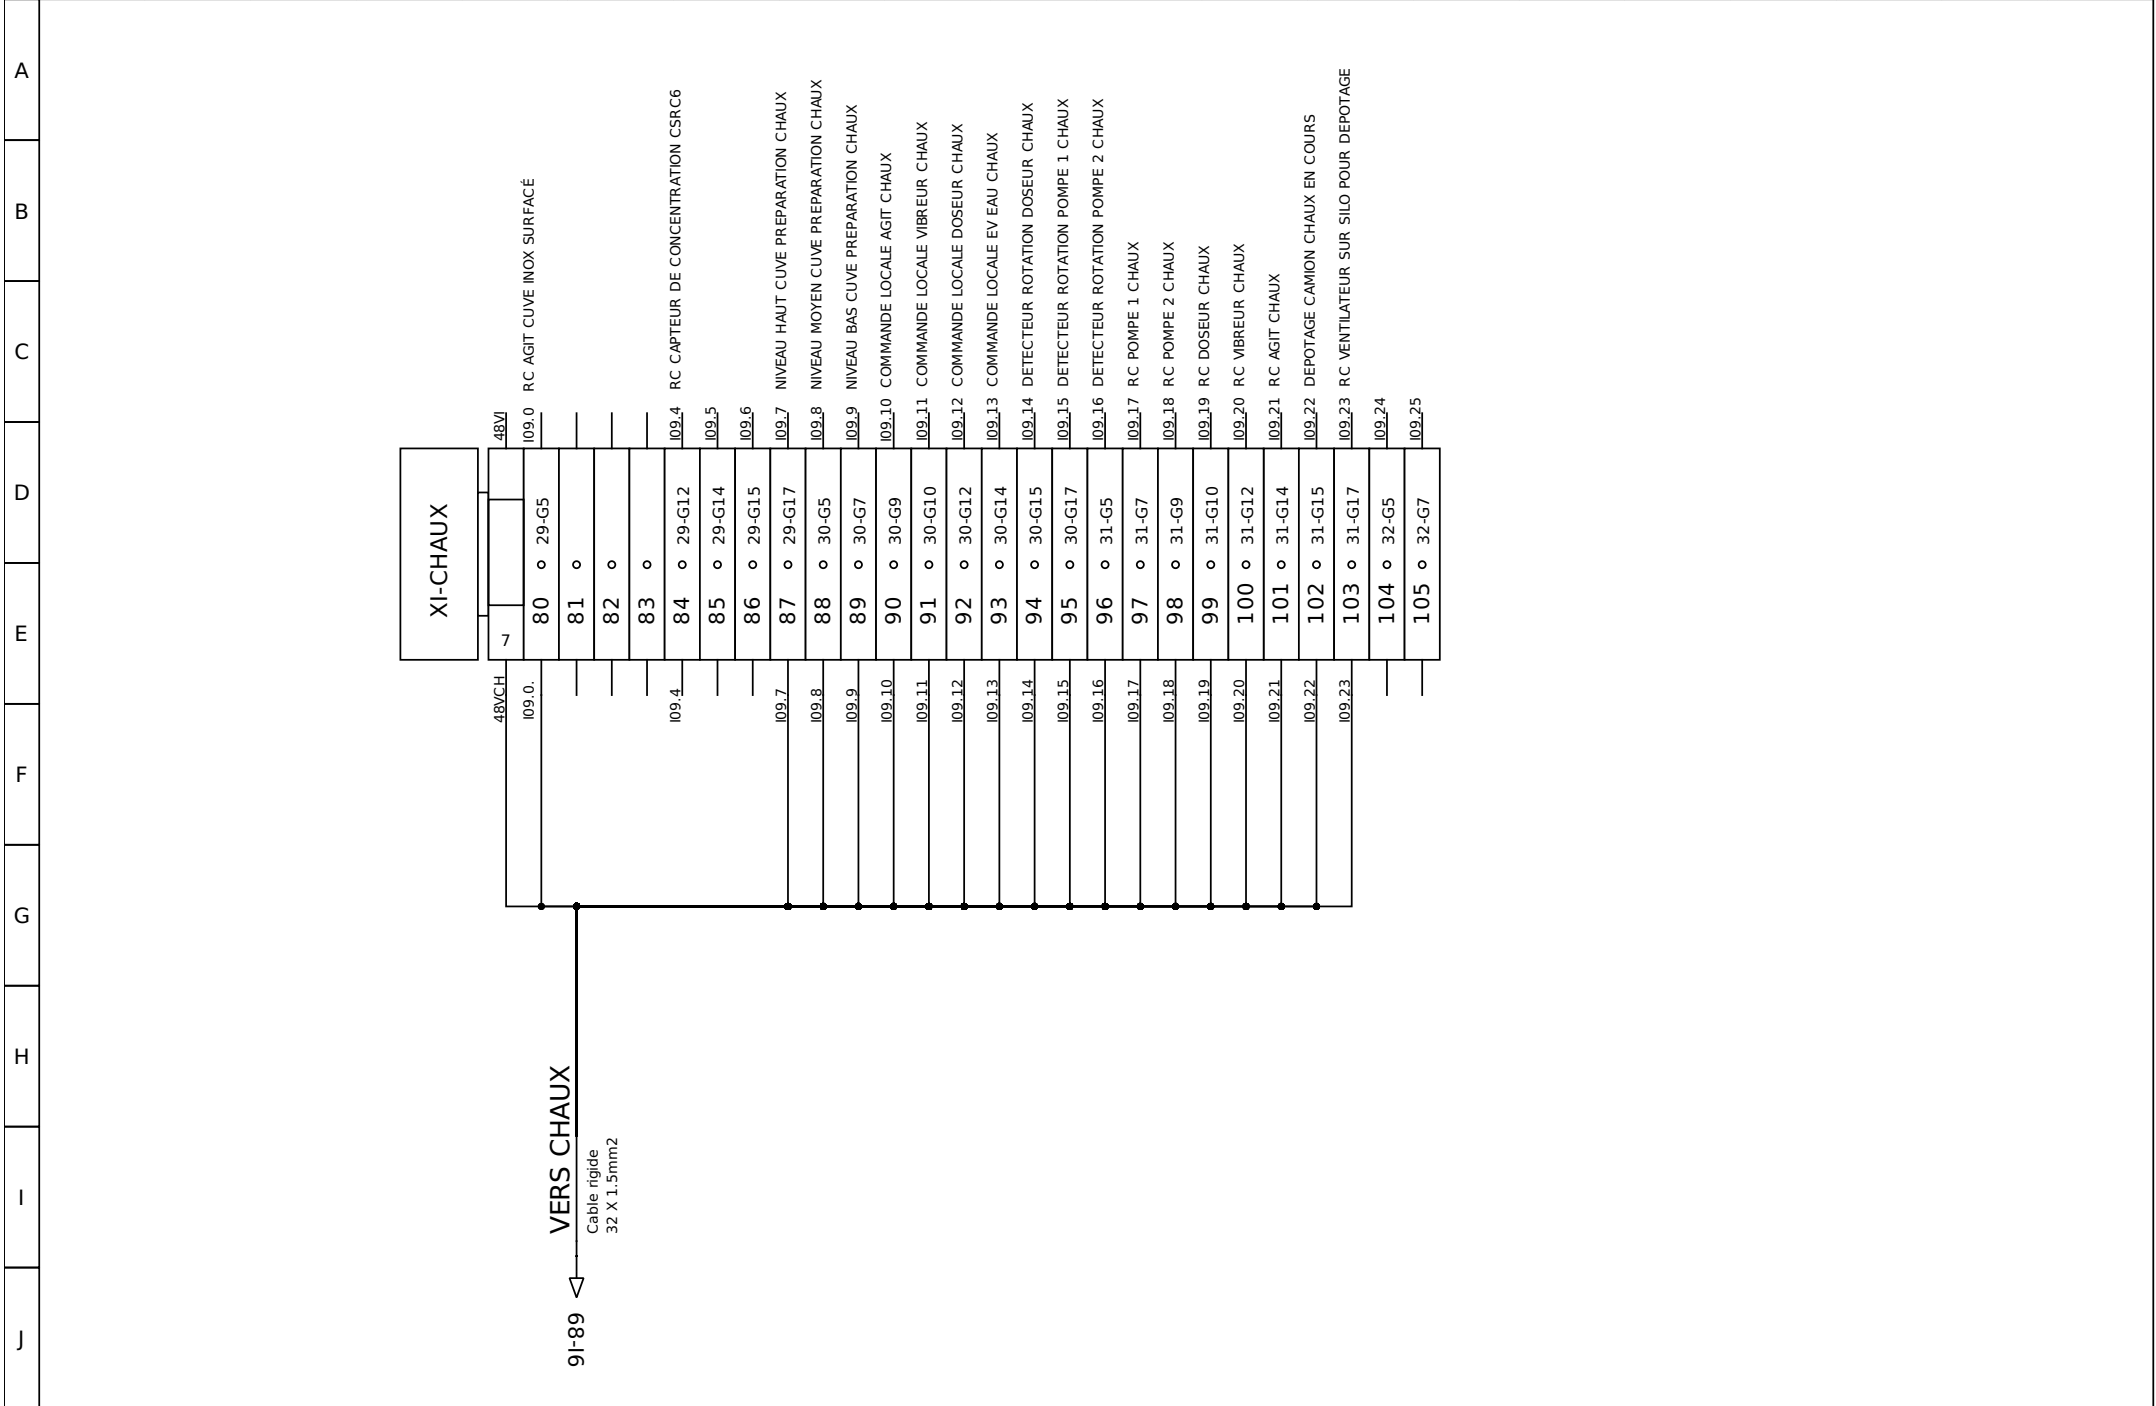 A
B
C
D
E
F
G
H
I
J
XI-CHAUX
48VI
7
48VCH
I09.0 RC AGIT CUVE INOX SURFACÉ
80 29-G5
I09.0.
81
82
83
I09.4 RC CAPTEUR DE CONCENTRATION CSRC6
84 29-G12
I09.4
I09.5
85 29-G14
I09.6
86 29-G15
I09.7 NIVEAU HAUT CUVE PREPARATION CHAUX
87 29-G17
I09.7
I09.8 NIVEAU MOYEN CUVE PREPARATION CHAUX
88 30-G5
I09.8
I09.9 NIVEAU BAS CUVE PREPARATION CHAUX
89 30-G7
I09.9
I09.10 COMMANDE LOCALE AGIT CHAUX
90 30-G9
I09.10
I09.11 COMMANDE LOCALE VIBREUR CHAUX
91 30-G10
I09.11
I09.12 COMMANDE LOCALE DOSEUR CHAUX
92 30-G12
I09.12
I09.13 COMMANDE LOCALE EV EAU CHAUX
93 30-G14
I09.13
I09.14 DETECTEUR ROTATION DOSEUR CHAUX
94 30-G15
I09.14
I09.15 DETECTEUR ROTATION POMPE 1 CHAUX
95 30-G17
I09.15
I09.16 DETECTEUR ROTATION POMPE 2 CHAUX
96 31-G5
I09.16
I09.17 RC POMPE 1 CHAUX
97 31-G7
I09.17
I09.18 RC POMPE 2 CHAUX
98 31-G9
I09.18
I09.19 RC DOSEUR CHAUX
99 31-G10
I09.19
I09.20 RC VIBREUR CHAUX
100 31-G12
I09.20
I09.21 RC AGIT CHAUX
101 31-G14
I09.21
I09.22 DEPOTAGE CAMION CHAUX EN COURS
102 31-G15
I09.22
I09.23 RC VENTILATEUR SUR SILO POUR DEPOTAGE
103 31-G17
I09.23
I09.24
104 32-G5
I09.25
105 32-G7
VERS CHAUX
Cable rigide
32 X 1.5mm2
9I-89